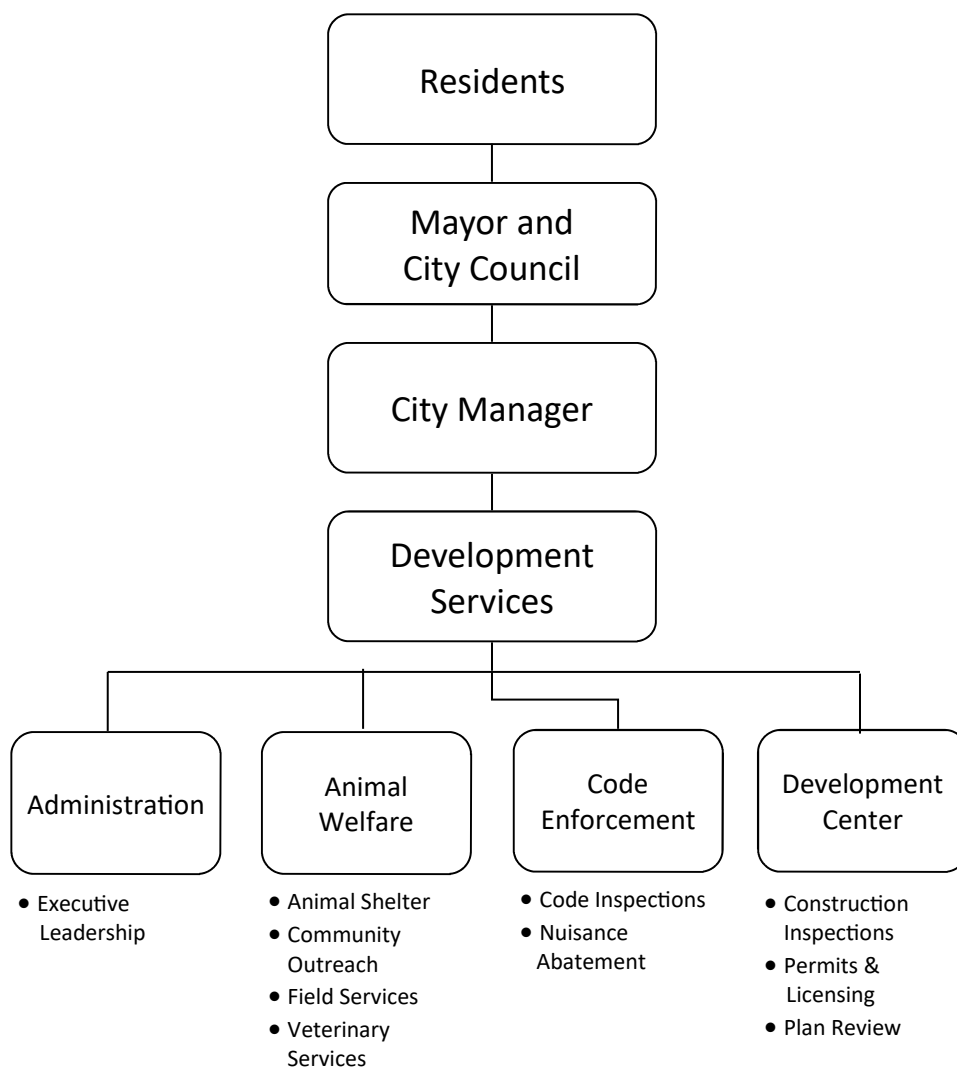 Residents
Mayor and
City Council
City Manager
Development
Services
Administration
Animal
Welfare
Code
Enforcement
Development
Center
• Executive
Leadership
• Animal Shelter
• Community
Outreach
• Field Services
• Veterinary
Services
• Code Inspections
• Nuisance
Abatement
• Construction
Inspections
• Permits &
Licensing
• Plan Review